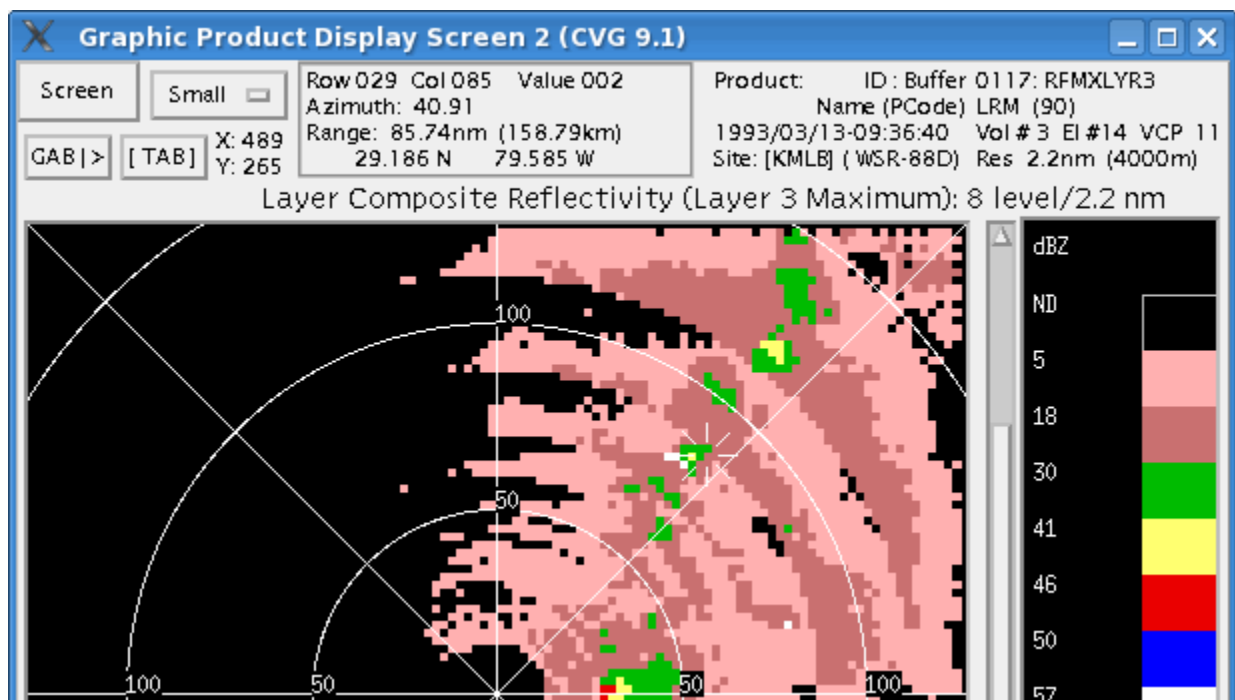 Graphic Product Display Screen 2 (CVG 9.1)
Screen
Small
Row 029 Col 085 Value 002
Azimuth: 40.91
Range: 85.74nm (158.79km)
29.186 N 79.585 W
Product: ID : Buffer 0117: RFMXLYR3
Name (PCode) LRM (90)
1993/03/13-09:36:40 Vol # 3 El #14 VCP 11
Site: [KMLB] ( WSR-88D) Res 2.2nm (4000m)
GAB|>
[ TAB]
X: 489
Y: 265
Layer Composite Reflectivity (Layer 3 Maximum): 8 level/2.2 nm
100
50
100
50
50
100
dBZ
ND
5
18
30
41
46
50
57